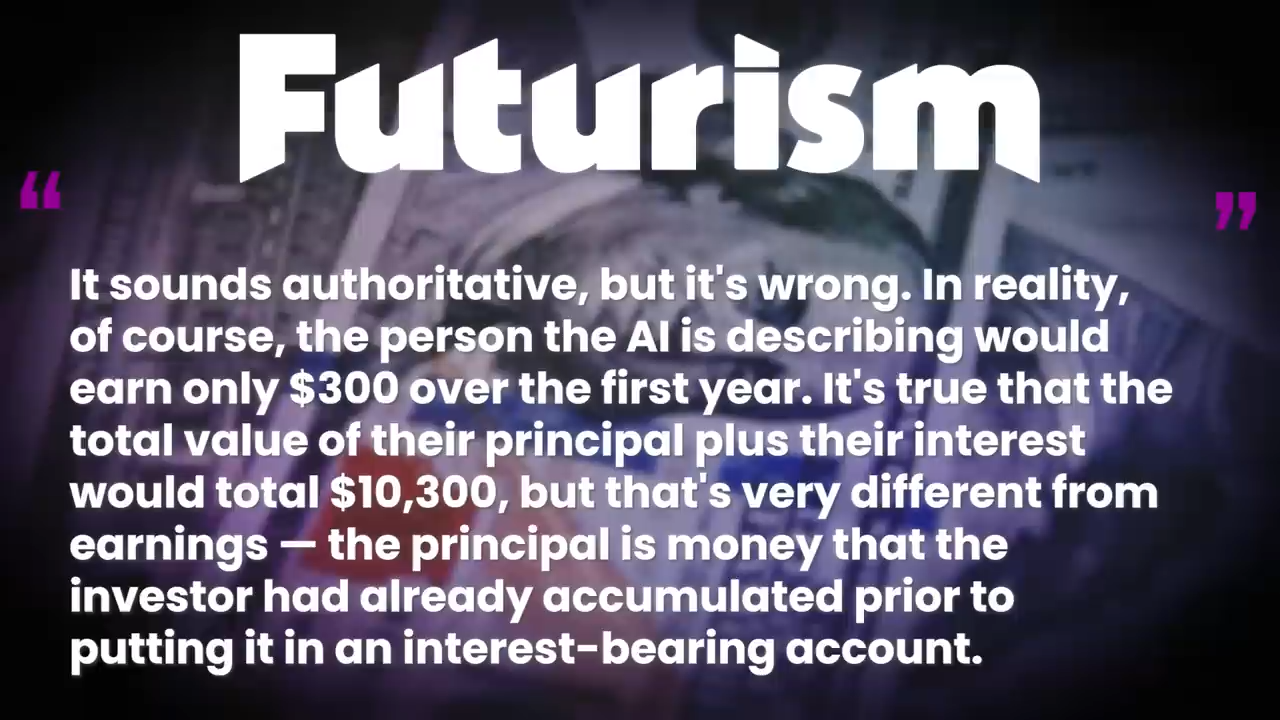 Futurism
“ ”
It sounds authoritative, but it's wrong. In reality,
of course, the person the AI is describing would
earn only $300 over the first year. It's true that the
total value of their principal plus their interest
would total $10,300, but that's very different from
earnings — the principal is money that the
investor had already accumulated prior to
putting it in an interest-bearing account.